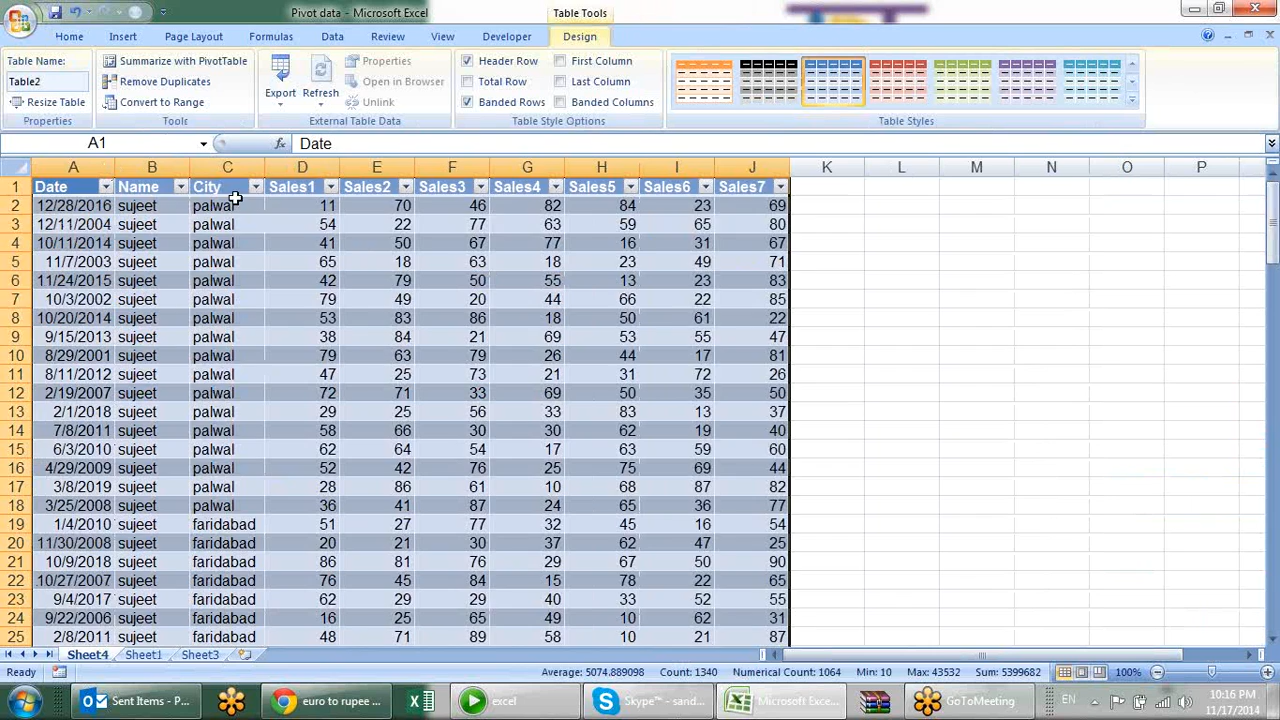 Pivot data - Microsoft Excel
Table Tools
Home Insert Page Layout Formulas Data Review View Developer Design
Table Name:
Table2
Resize Table
Properties
Summarize with PivotTable
Remove Duplicates
Convert to Range
Tools
Export
Refresh
Properties
Open in Browser
Unlink
External Table Data
Header Row
Total Row
Banded Rows
First Column
Last Column
Banded Columns
Table Style Options
Table Styles
A1 fx Date
A B C D E F G H I J K L M N O P
1 Date Name City Sales1 Sales2 Sales3 Sales4 Sales5 Sales6 Sales7
2 12/28/2016 sujeet palwal 11 70 46 82 84 23 69
3 12/11/2004 sujeet palwal 54 22 77 63 59 65 80
4 10/11/2014 sujeet palwal 41 50 67 77 16 31 67
5 11/7/2003 sujeet palwal 65 18 63 18 23 49 71
6 11/24/2015 sujeet palwal 42 79 50 55 13 23 83
7 10/3/2002 sujeet palwal 79 49 20 44 66 22 85
8 10/20/2014 sujeet palwal 53 83 86 18 50 61 22
9 9/15/2013 sujeet palwal 38 84 21 69 53 55 47
10 8/29/2001 sujeet palwal 79 63 79 26 44 17 81
11 8/11/2012 sujeet palwal 47 25 73 21 31 72 26
12 2/19/2007 sujeet palwal 72 71 33 69 50 35 50
13 2/1/2018 sujeet palwal 29 25 56 33 83 13 37
14 7/8/2011 sujeet palwal 58 66 30 30 62 19 40
15 6/3/2010 sujeet palwal 62 64 54 17 63 59 60
16 4/29/2009 sujeet palwal 52 42 76 25 75 69 44
17 3/8/2019 sujeet palwal 28 86 61 10 68 87 82
18 3/25/2008 sujeet palwal 36 41 87 24 65 36 77
19 1/4/2010 sujeet faridabad 51 27 77 32 45 16 54
20 11/30/2008 sujeet faridabad 20 21 30 37 62 47 25
21 10/9/2018 sujeet faridabad 86 81 76 29 67 50 90
22 10/27/2007 sujeet faridabad 76 45 84 15 78 22 65
23 9/4/2017 sujeet faridabad 62 29 29 40 33 52 55
24 9/22/2006 sujeet faridabad 16 25 65 49 10 62 31
25 2/8/2011 sujeet faridabad 48 71 89 58 10 21 87
Sheet4 Sheet1 Sheet3
Ready Average: 5074.889098 Count: 1340 Numerical Count: 1064 Min: 10 Max: 43532 Sum: 5399682 100%
Sent Items - P... euro to rupee ... excel Skype™ - sand... Microsoft Exce... GoToMeeting EN 10:16 PM
11/17/2014